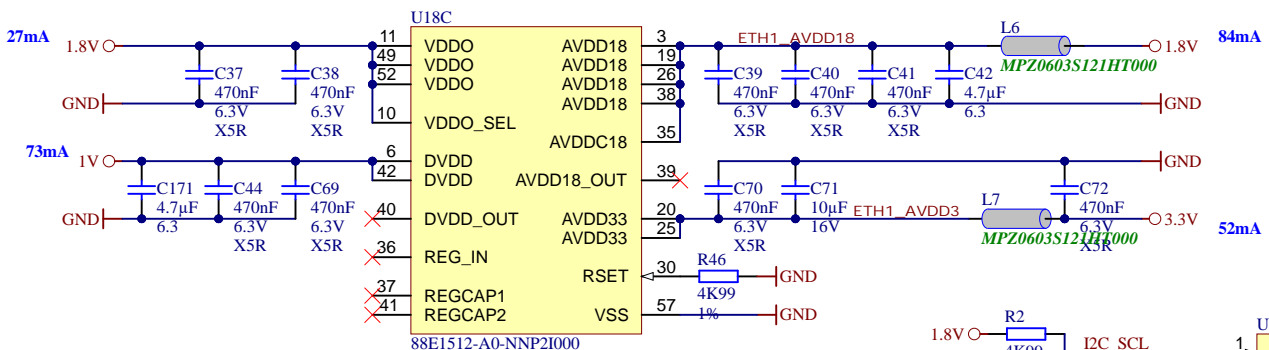 U18C
27mA
1.8V
11
VDDO
AVDD18
3
ETH1_AVDD18
L6
1.8V
84mA
49
VDDO
AVDD18
19
MPZ0603S121HT000
C37
470nF
6.3V
X5R
C38
470nF
6.3V
X5R
52
VDDO
AVDD18
26
C39
470nF
6.3V
X5R
C40
470nF
6.3V
X5R
C41
470nF
6.3V
X5R
C42
4.7µF
6.3
GND
AVDD18
38
GND
10
VDDO_SEL
AVDDC18
35
73mA
1V
6
DVDD
GND
42
DVDD
AVDD18_OUT
39
C171
4.7µF
6.3
C44
470nF
6.3V
X5R
C69
470nF
6.3V
X5R
C70
470nF
6.3V
X5R
C71
10µF
16V
C72
470nF
6.3V
X5R
GND
40
DVDD_OUT
AVDD33
20
ETH1_AVDD3
L7
3.3V
52mA
AVDD33
25
MPZ0603S121HT000
36
REG_IN
RSET
30
R46
4K99
1%
GND
37
REGCAP1
41
REGCAP2
VSS
57
GND
88E1512-A0-NNP2I000
1.8V
R2
4K99
I2C_SCL
1
U